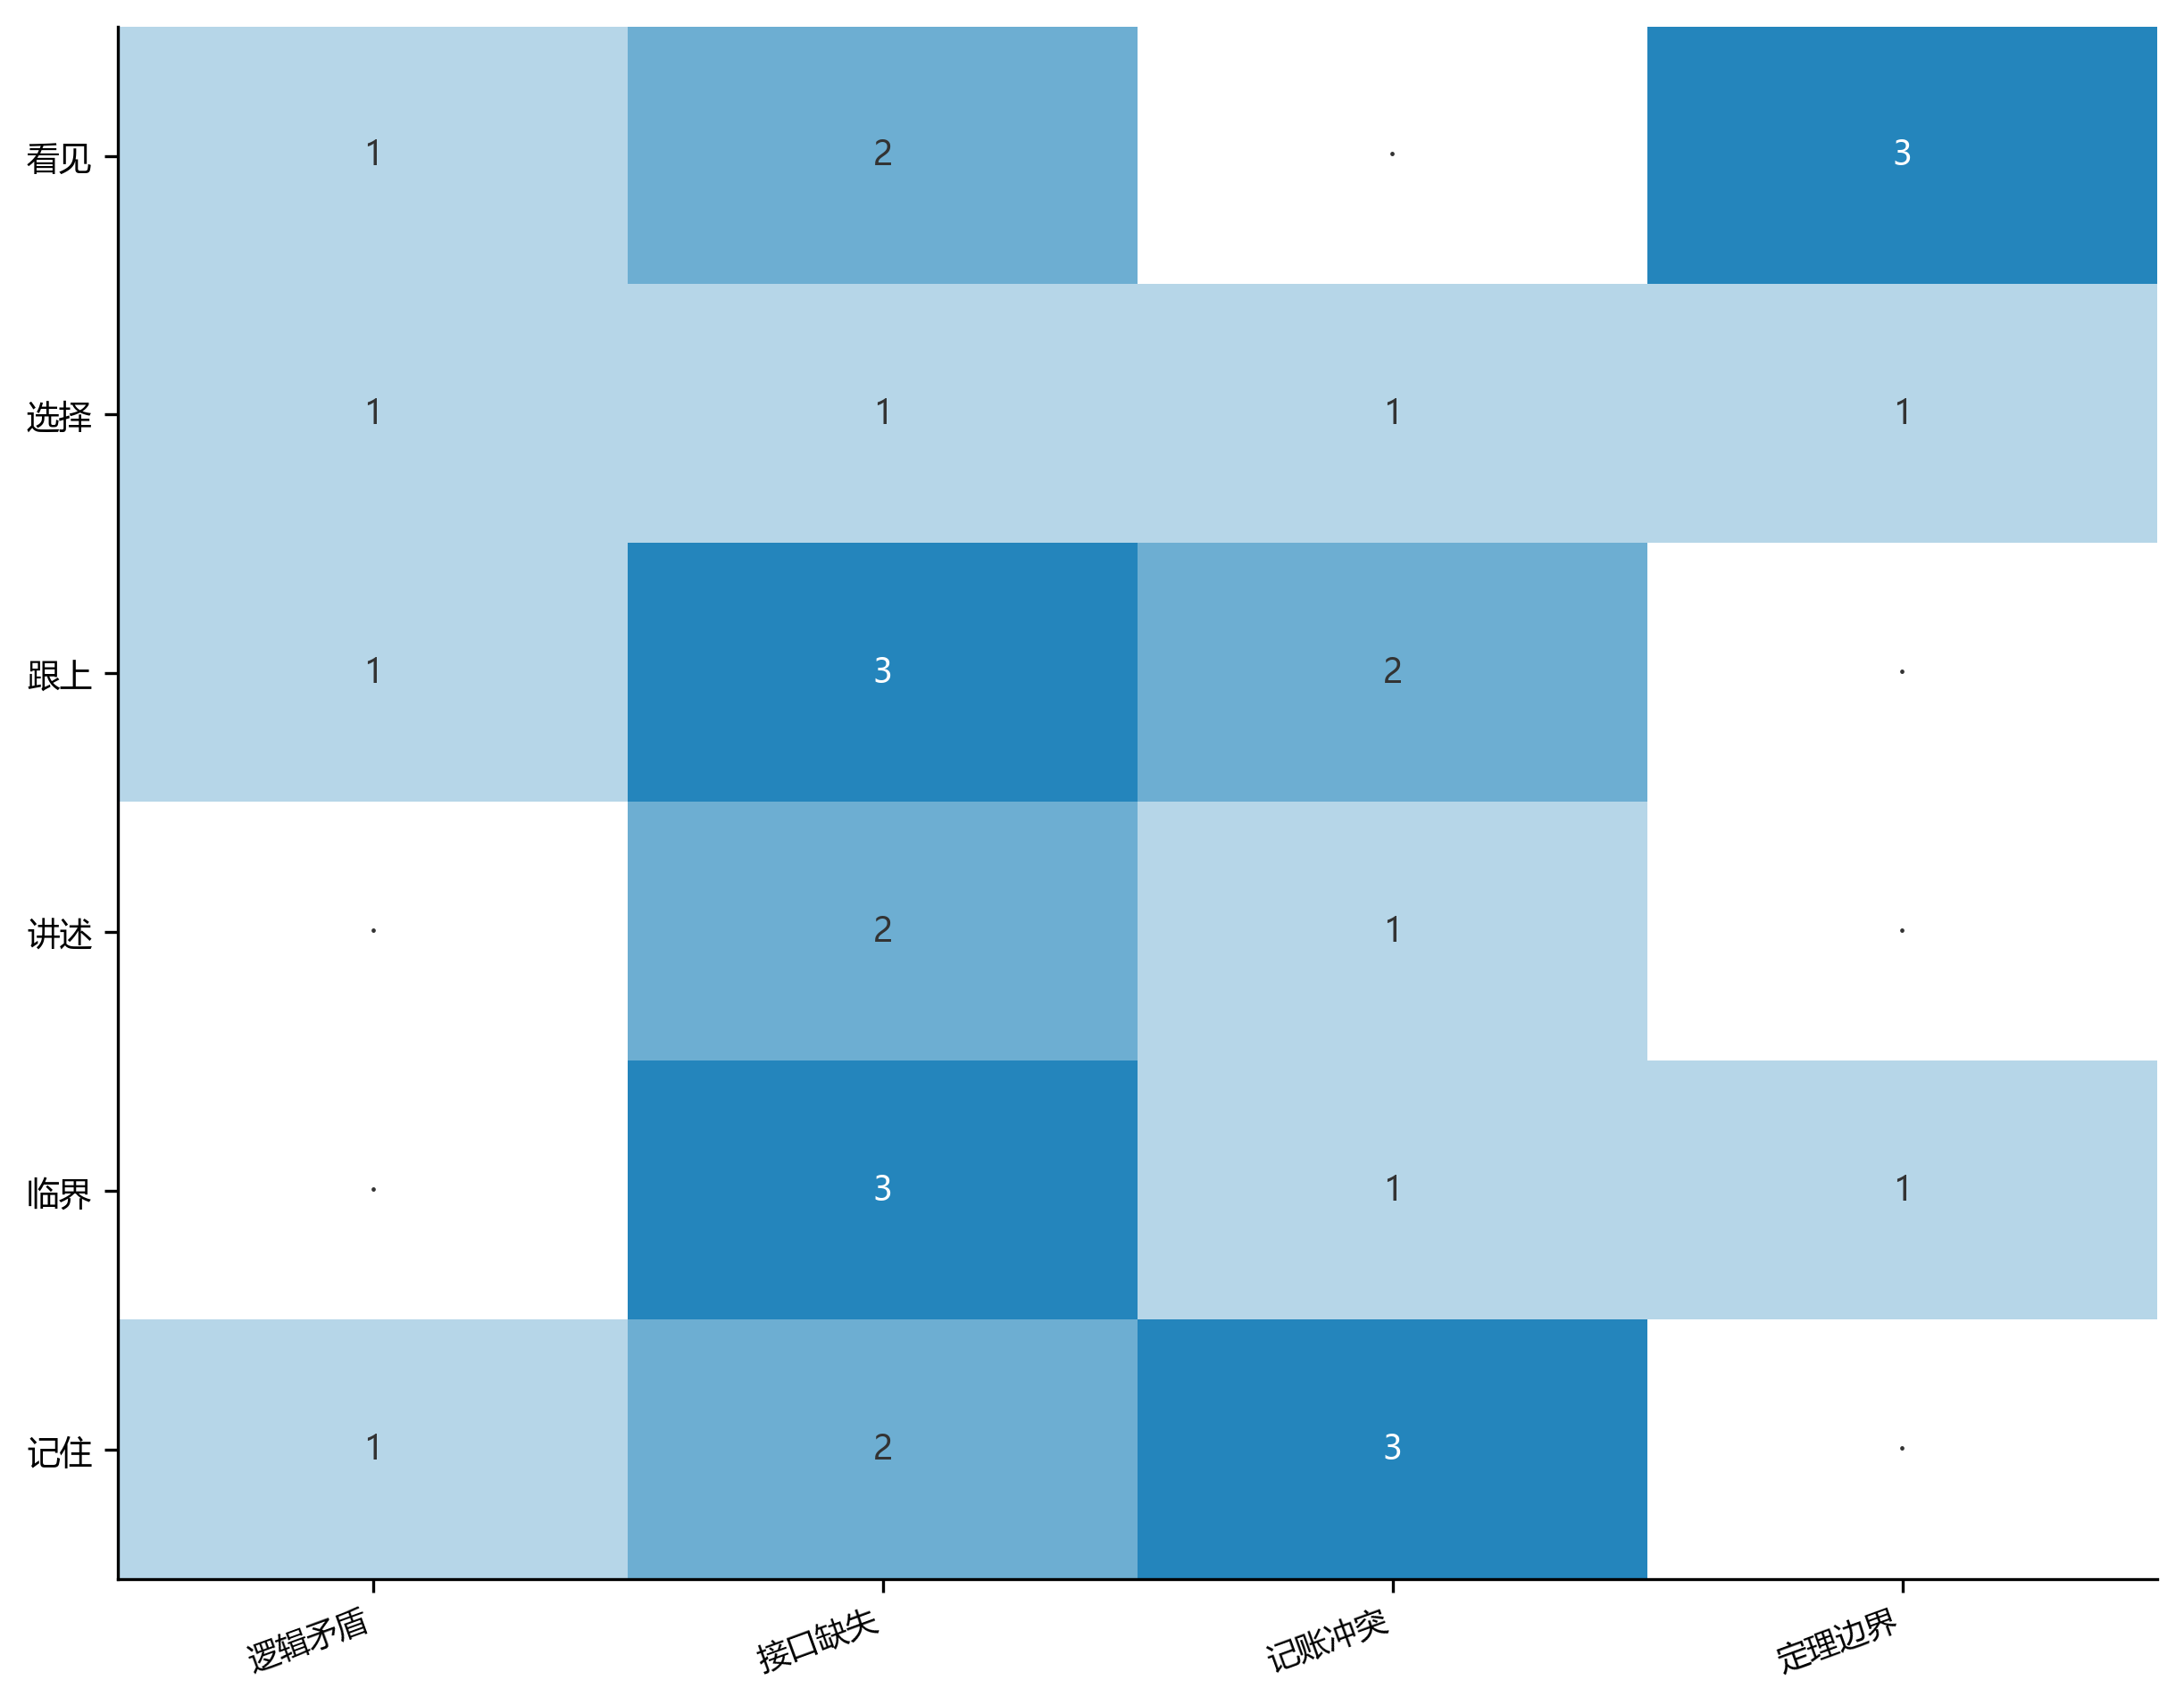 看见 1 2 · 3
选择 1 1 1 1
跟上 1 3 2 ·
讲述 · 2 1 ·
临界 · 3 1 1
记住 1 2 3 ·
逻辑矛盾 接口缺失 记账冲突 定理边界